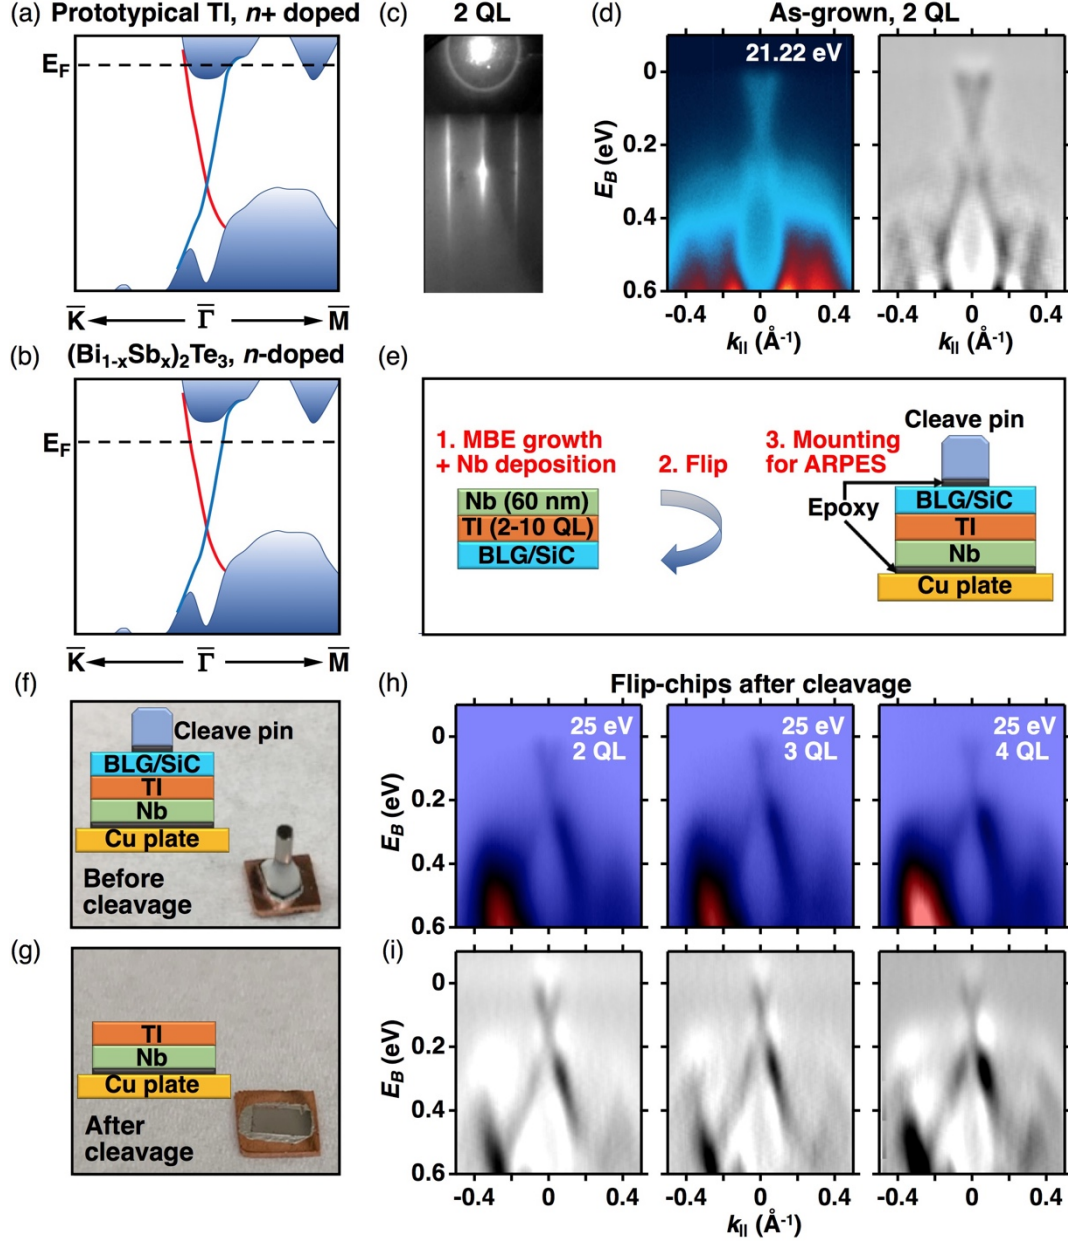 (a) Prototypical TI, n+ doped
E_F
K̅ Γ̅ M̅
(b) (Bi₁₋ₓSbₓ)₂Te₃, n-doped
E_F
K̅ Γ̅ M̅
(c) 2 QL
(d) As-grown, 2 QL
21.22 eV
0
0.2
0.4
0.6
E_B (eV)
-0.4 0 0.4
k_|| (Å⁻¹)
-0.4 0 0.4
k_|| (Å⁻¹)
(e)
1. MBE growth
+ Nb deposition
Nb (60 nm)
TI (2-10 QL)
BLG/SiC
2. Flip
3. Mounting
for ARPES
Cleave pin
Epoxy
BLG/SiC
TI
Nb
Cu plate
(f)
Cleave pin
BLG/SiC
TI
Nb
Cu plate
Before
cleavage
(g)
TI
Nb
Cu plate
After
cleavage
(h) Flip-chips after cleavage
25 eV
2 QL
25 eV
3 QL
25 eV
4 QL
0
0.2
0.4
0.6
E_B (eV)
(i)
0
0.2
0.4
0.6
E_B (eV)
-0.4 0 0.4
-0.4 0 0.4
-0.4 0 0.4
k_|| (Å⁻¹)